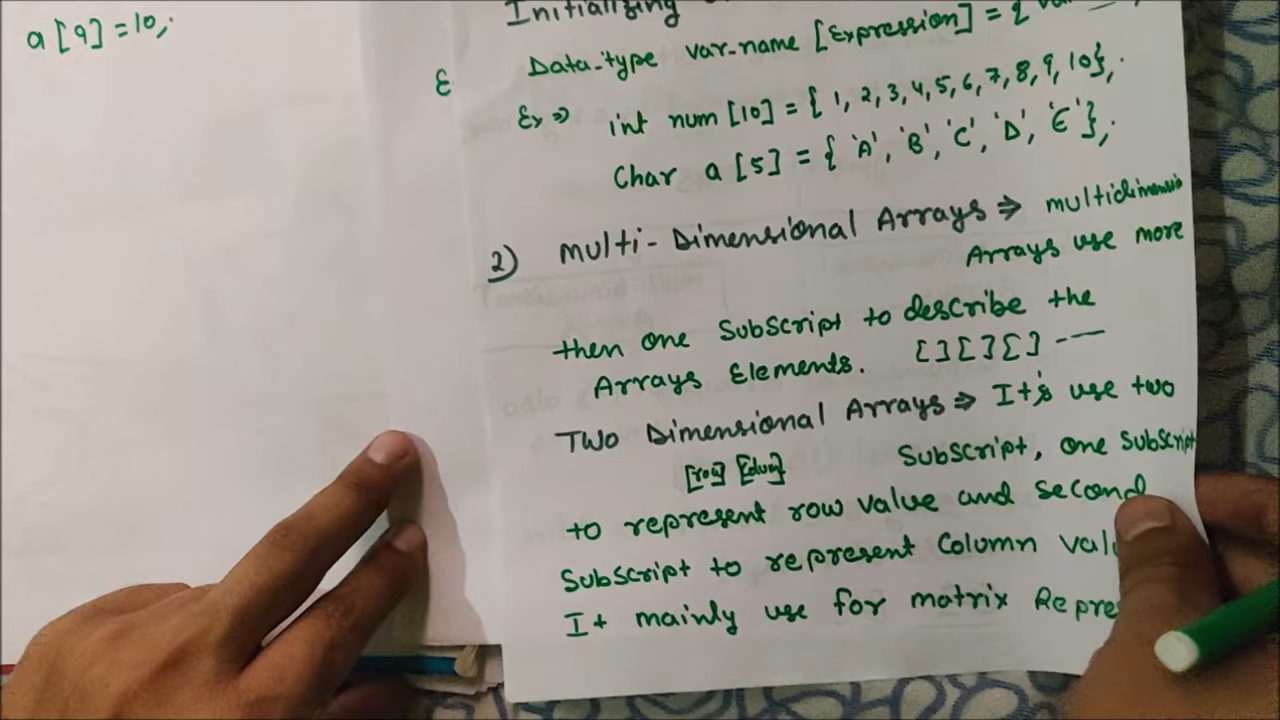 a[9]=10;
Initializing
ε
Data-type var-name [Expression] = {
Ex ⇒ int num [10] = { 1, 2, 3, 4, 5, 6, 7, 8, 9, 10};
Char a [5] = { 'A', 'B', 'C', 'D', 'E' };
2) Multi-Dimensional Arrays ⇒ multidimensio
Arrays use more
then one Subscript to describe the
Arrays Elements. [][][] ----
Two Dimensional Arrays ⇒ It's use two
[row] [Colum] Subscript, one Subscript
to represent row value and second
Subscript to represent Column valu
It mainly use for matrix Repre